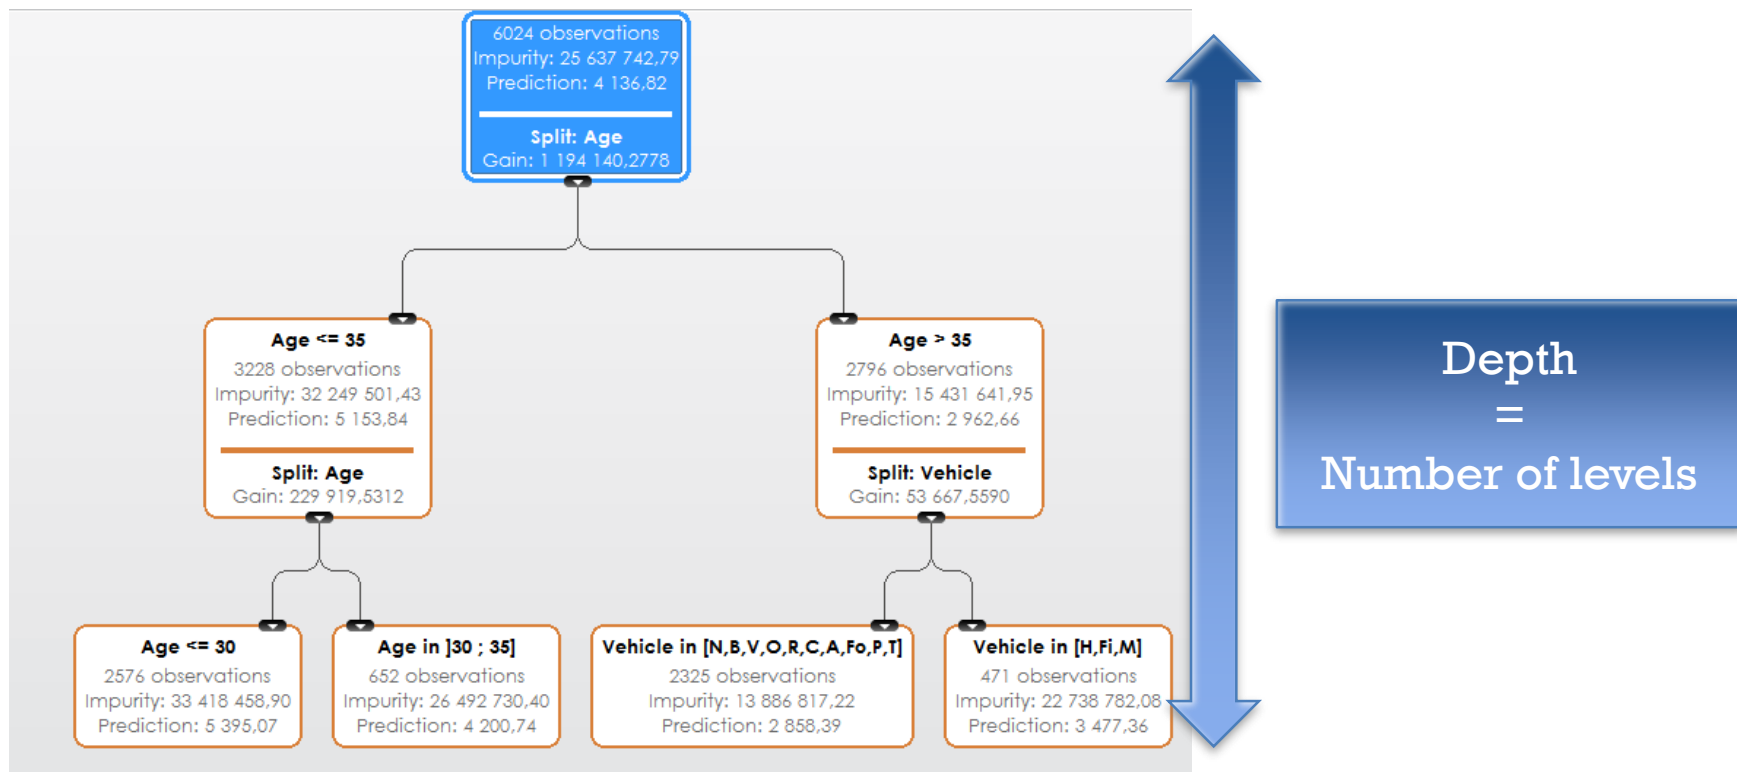 6024 observations
Impurity: 25 637 742,79
Prediction: 4 136,82
Split: Age
Gain: 1 194 140,2778
Age <= 35
3228 observations
Impurity: 32 249 501,43
Prediction: 5 153,84
Split: Age
Gain: 229 919,5312
Age > 35
2796 observations
Impurity: 15 431 641,95
Prediction: 2 962,66
Split: Vehicle
Gain: 53 667,5590
Age <= 30
2576 observations
Impurity: 33 418 458,90
Prediction: 5 395,07
Age in ]30 ; 35]
652 observations
Impurity: 26 492 730,40
Prediction: 4 200,74
Vehicle in [N,B,V,O,R,C,A,Fo,P,T]
2325 observations
Impurity: 13 886 817,22
Prediction: 2 858,39
Vehicle in [H,Fi,M]
471 observations
Impurity: 22 738 782,08
Prediction: 3 477,36
Depth
=
Number of levels